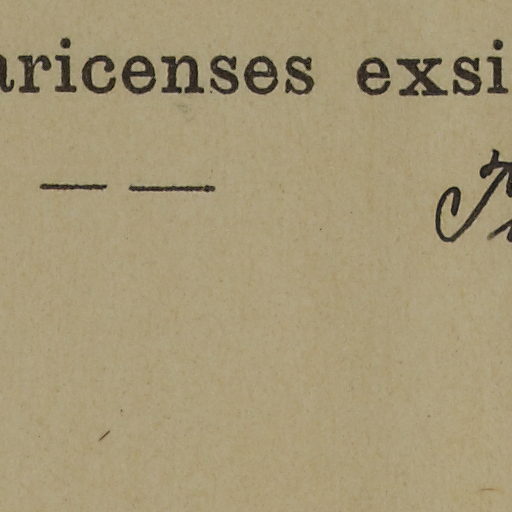 aricenses exsi
— —